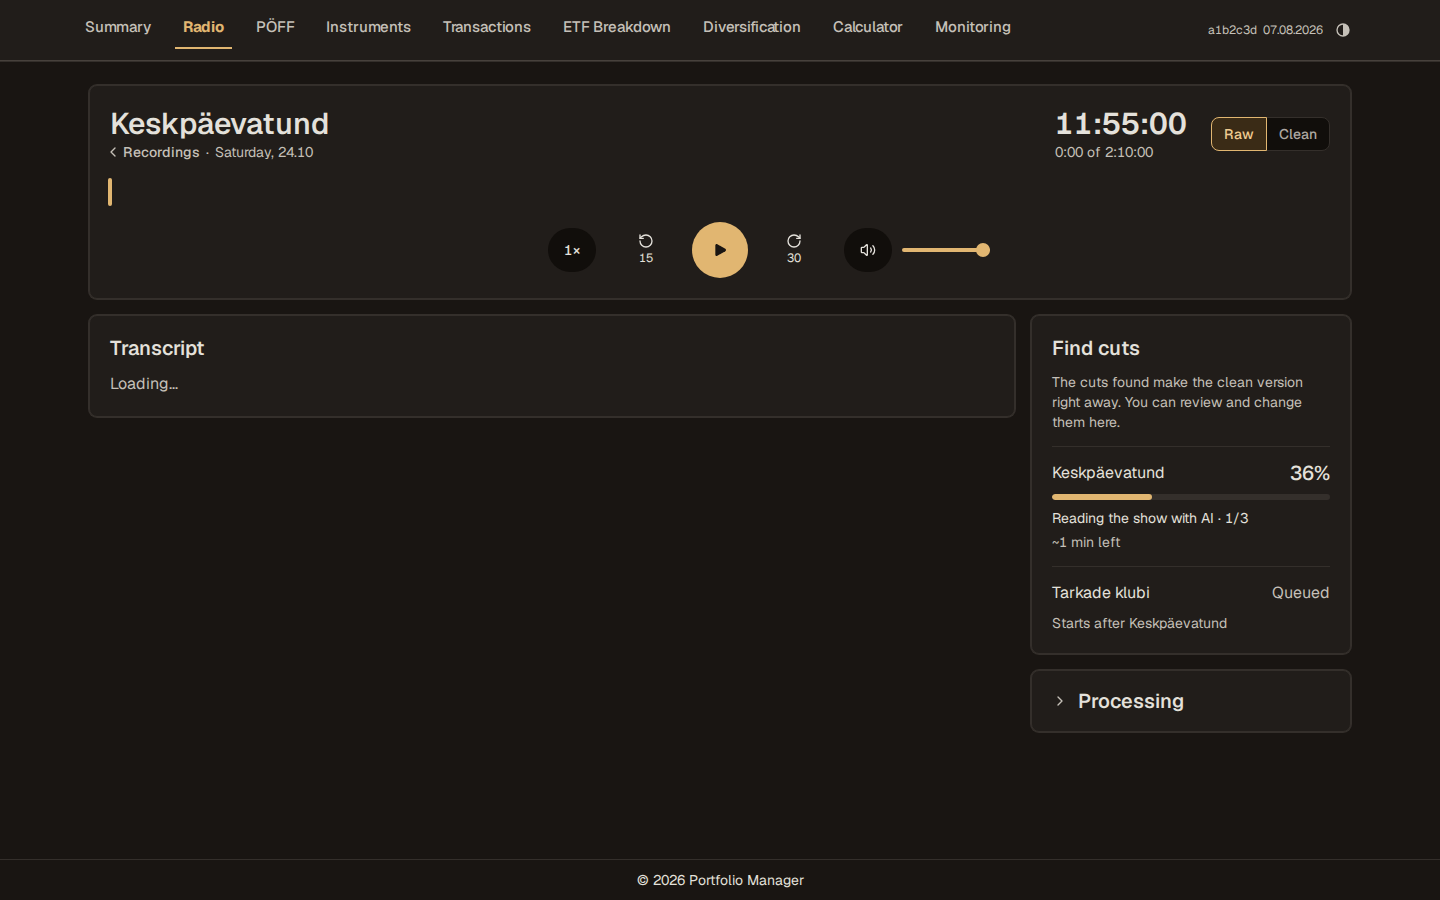 Summary Radio PÖFF Instruments Transactions ETF Breakdown Diversification Calculator Monitoring a1b2c3d 07.08.2026
Keskpäevatund
Recordings · Saturday, 24.10
11:55:00
0:00 of 2:10:00
Raw Clean
1× 15 30
Transcript
Loading...
Find cuts
The cuts found make the clean version
right away. You can review and change
them here.
Keskpäevatund 36%
Reading the show with AI · 1/3
~1 min left
Tarkade klubi Queued
Starts after Keskpäevatund
Processing
© 2026 Portfolio Manager